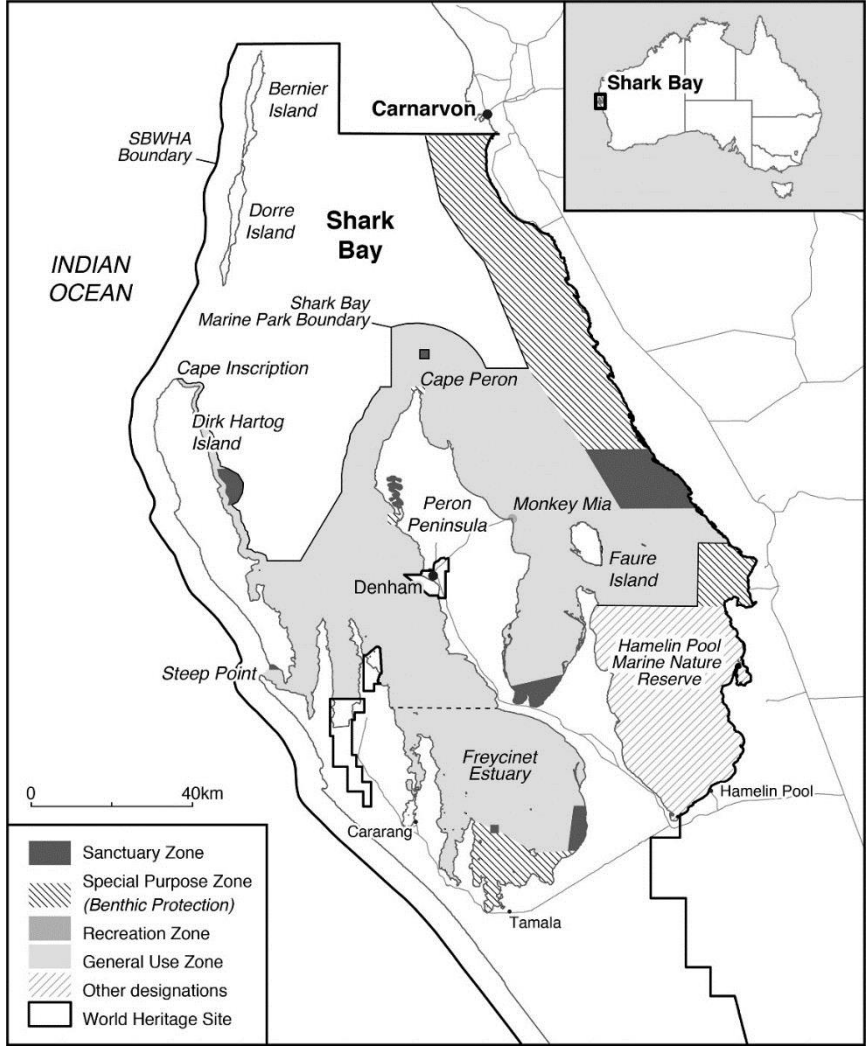 Bernier
Island
Carnarvon
Shark Bay
SBWHA
Boundary
Dorre
Island
Shark
Bay
INDIAN
OCEAN
Shark Bay
Marine Park Boundary
Cape Inscription
Cape Peron
Dirk Hartog
Island
Peron
Peninsula
Monkey Mia
Faure
Island
Denham
Hamelin Pool
Marine Nature
Reserve
Steep Point
Freycinet
Estuary
0 40km
Hamelin Pool
Cararang
Tamala
Sanctuary Zone
Special Purpose Zone
(Benthic Protection)
Recreation Zone
General Use Zone
Other designations
World Heritage Site